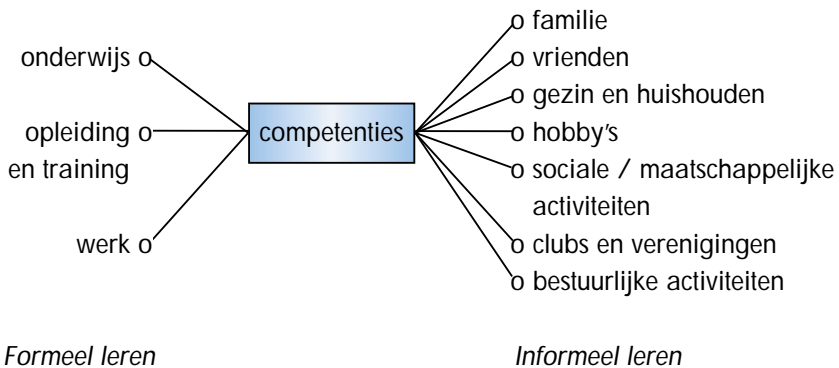 onderwijs o
opleiding o
en training
werk o
competenties
o familie
o vrienden
o gezin en huishouden
o hobby's
o sociale / maatschappelijke
activiteiten
o clubs en verenigingen
o bestuurlijke activiteiten
Formeel leren
Informeel leren